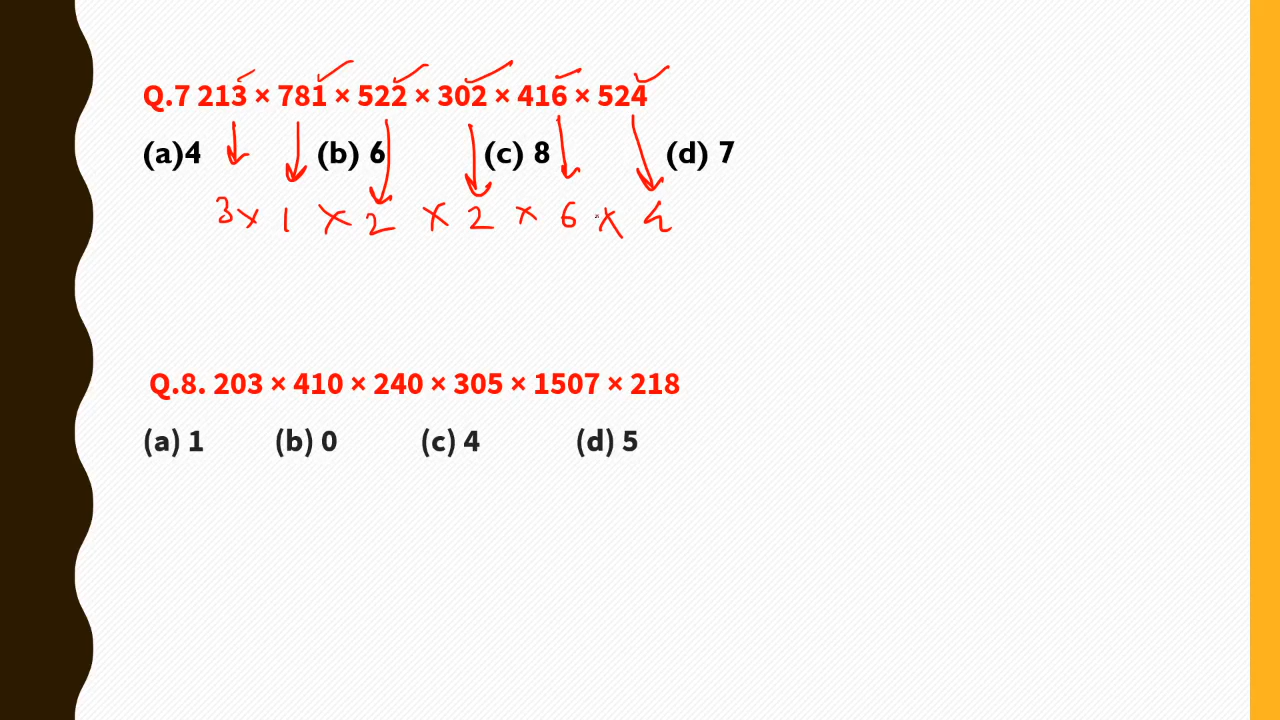 Q.7 213 × 781 × 522 × 302 × 416 × 524
(a)4 (b) 6 (c) 8 (d) 7
3 × 1 × 2 × 2 × 6 × 4
Q.8. 203 × 410 × 240 × 305 × 1507 × 218
(a) 1 (b) 0 (c) 4 (d) 5